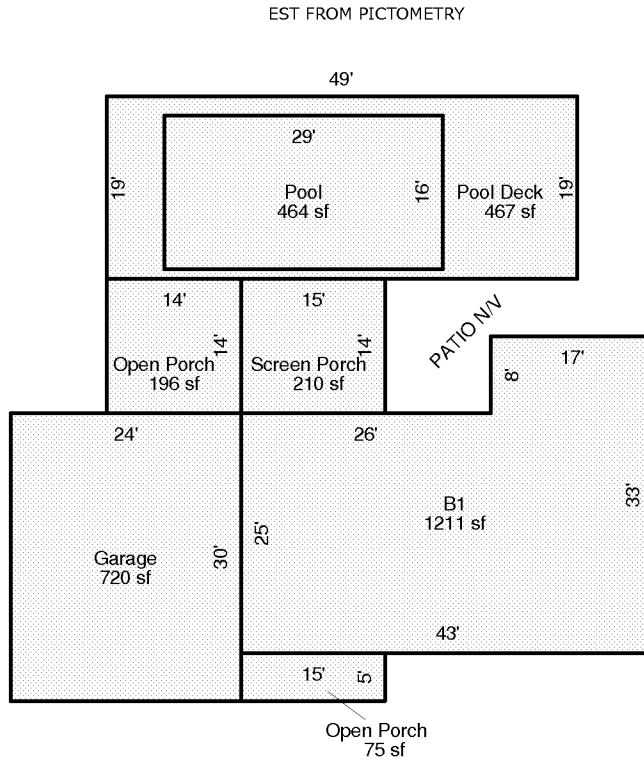 EST FROM PICTOMETRY
49'
29'
19'
Pool
464 sf
16'
Pool Deck
467 sf
19'
14'
15'
14'
14'
Open Porch
196 sf
Screen Porch
210 sf
PATIO N/V
17'
8'
24'
26'
33'
B1
1211 sf
25'
30'
Garage
720 sf
43'
15'
5'
Open Porch
75 sf